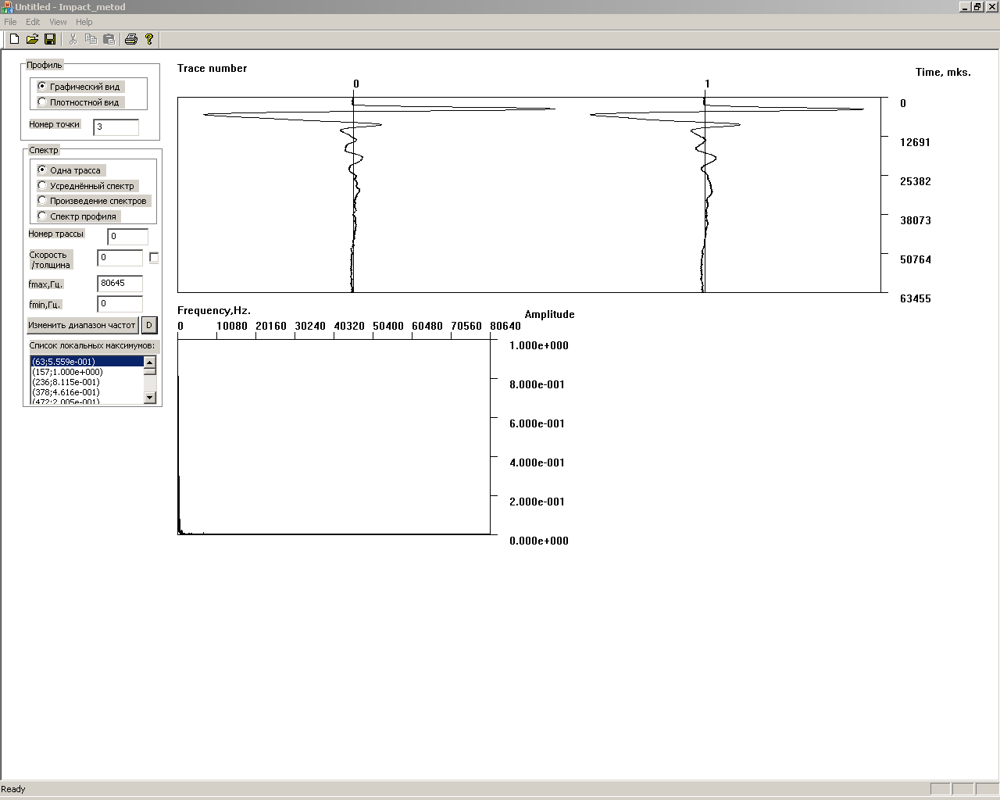 Untitled - Impact_metod
File Edit View Help
Профиль
Графический вид
Плотностной вид
Номер точки 3
Спектр
Одна трасса
Усреднённый спектр
Произведение спектров
Спектр профиля
Номер трассы 0
Скорость
/толщина 0
fmax,Гц. 80645
fmin,Гц. 0
Изменить диапазон частот D
Список локальных максимумов:
(63;5.559e-001)
(157;1.000e+000)
(236;8.115e-001)
(378;4.616e-001)
(472;2.005e-001)
Trace number
0 1
Time, mks.
0
12691
25382
38073
50764
63455
Frequency,Hz.
0 10080 20160 30240 40320 50400 60480 70560 80640
Amplitude
1.000e+000
8.000e-001
6.000e-001
4.000e-001
2.000e-001
0.000e+000
Ready